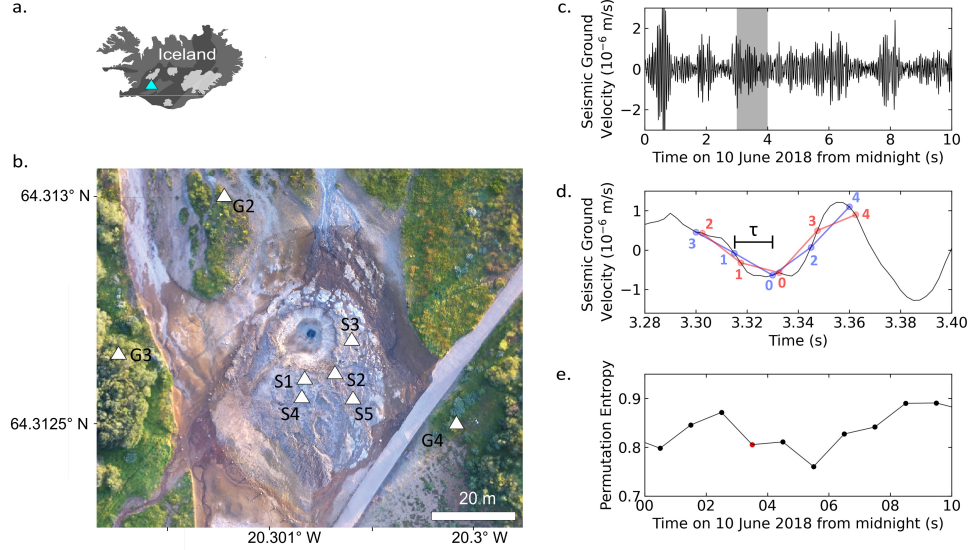 a.
Iceland
b.
64.313° N
G2
G3
S3
S1
S2
S4
S5
64.3125° N
G4
20 m
20.301° W
20.3° W
c.
Seismic Ground
Velocity (10⁻⁶ m/s)
2
0
−2
0 2 4 6 8 10
Time on 10 June 2018 from midnight (s)
d.
Seismic Ground
Velocity (10⁻⁶ m/s)
1
0
−1
3 2
1 1
τ
0 0
3 2
4 4
3.28 3.30 3.32 3.34 3.36 3.38 3.40
Time (s)
e.
Permutation Entropy
0.9
0.8
0.7
00 02 04 06 08 10
Time on 10 June 2018 from midnight (s)